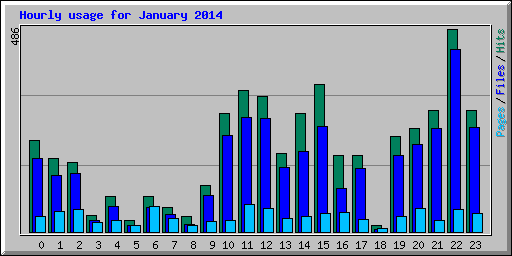 Hourly usage for January 2014
486
Pages / Files / Hits
0 1 2 3 4 5 6 7 8 9 10 11 12 13 14 15 16 17 18 19 20 21 22 23